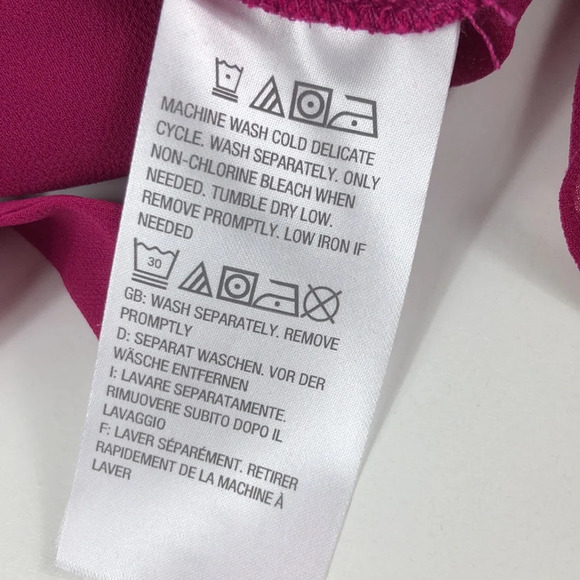 MACHINE WASH COLD DELICATE
CYCLE. WASH SEPARATELY. ONLY
NON-CHLORINE BLEACH WHEN
NEEDED. TUMBLE DRY LOW.
REMOVE PROMPTLY. LOW IRON IF
NEEDED
30
GB: WASH SEPARATELY. REMOVE
PROMPTLY
D: SEPARAT WASCHEN. VOR DER
WÄSCHE ENTFERNEN
I: LAVARE SEPARATAMENTE.
RIMUOVERE SUBITO DOPO IL
LAVAGGIO
F: LAVER SÉPARÉMENT. RETIRER
RAPIDEMENT DE LA MACHINE À
LAVER